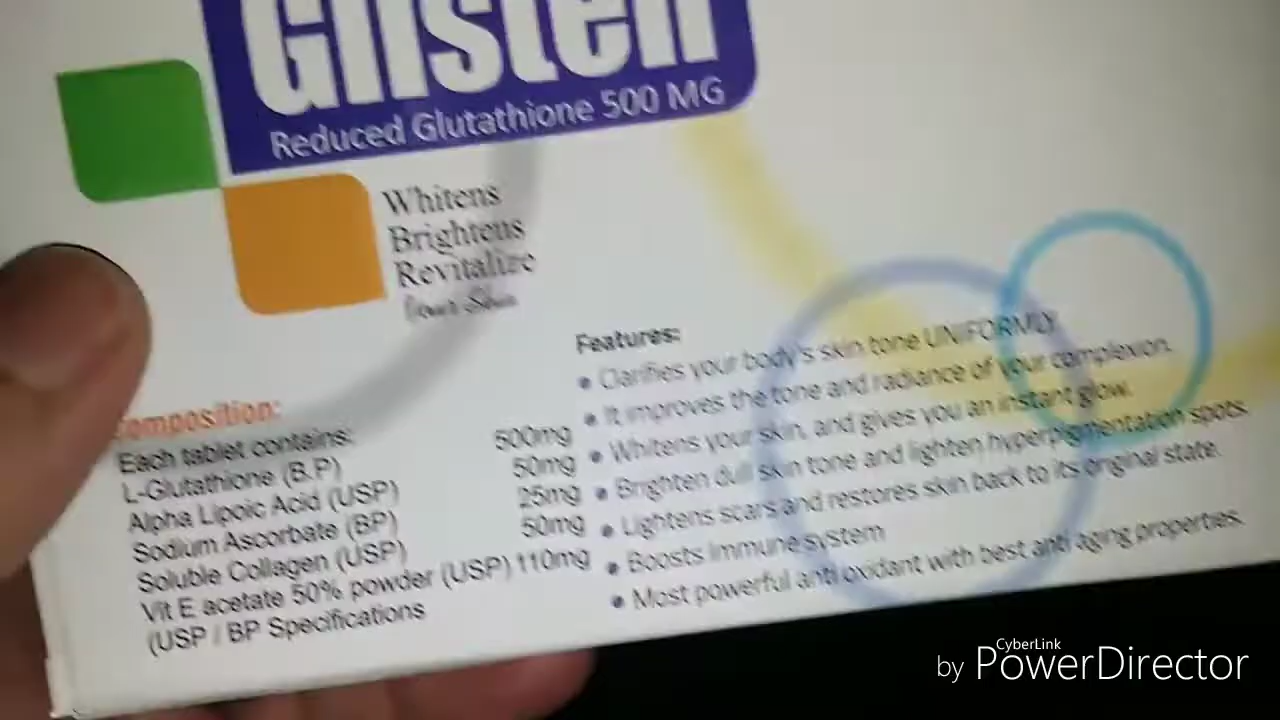 Glisten
Reduced Glutathione 500 MG
Whitens
Brightens
Revitalize
Your Skin
Composition:
Each tablet contains:
L-Glutathione (B.P) 500mg
Alpha Lipoic Acid (USP) 50mg
Sodium Ascorbate (BP) 25mg
Soluble Collagen (USP) 50mg
Vit E acetate 50% powder (USP) 110mg
(USP / BP Specifications
Features:
• Clarifies your body's skin tone UNIFORMLY
• It improves the tone and radiance of your complexion.
• Whitens your skin, and gives you an instant glow.
• Brighten dull skin tone and lighten hyperpigmentation spots.
• Lightens scars and restores skin back to its original state.
• Boosts immune system
• Most powerful anti oxidant with best anti aging properties.
CyberLink
by PowerDirector